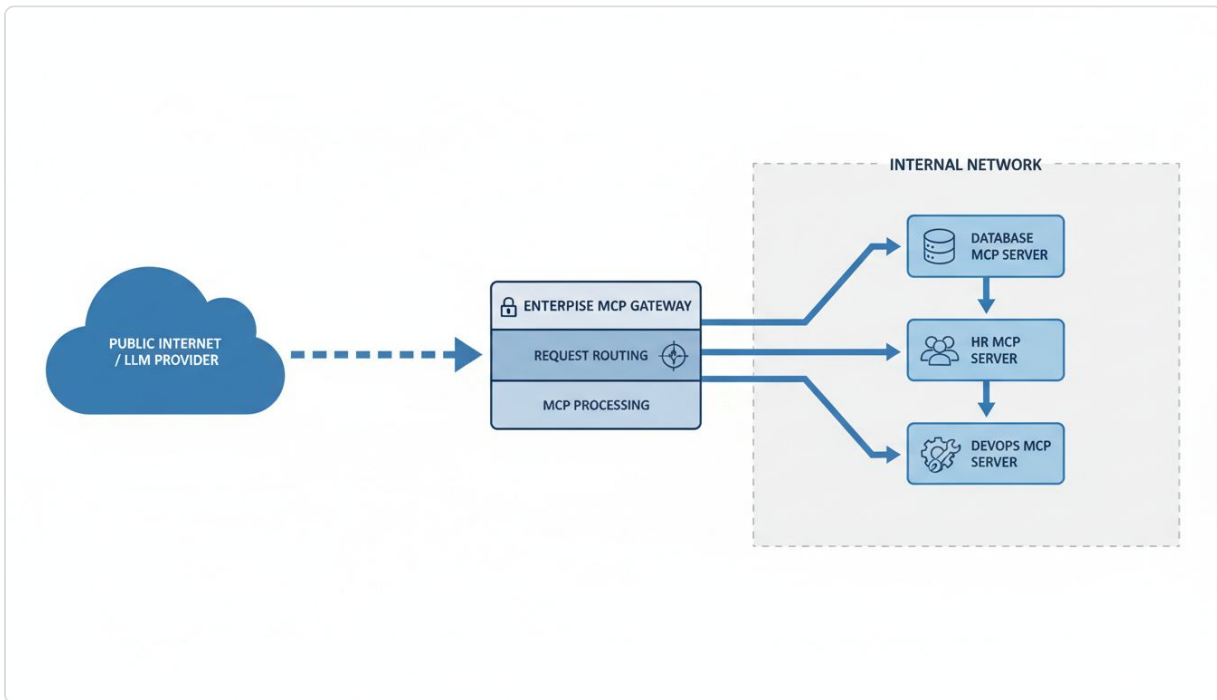 INTERNAL NETWORK
DATABASE
MCP SERVER
PUBLIC INTERNET
/ LLM PROVIDER
ENTERPISE MCP GATEWAY
REQUEST ROUTING
MCP PROCESSING
HR MCP
SERVER
DEVOPS MCP
SERVER